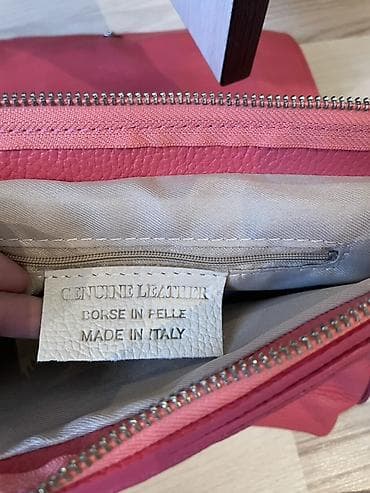 GENUINE LEATHER
BORSE IN PELLE
MADE IN ITALY